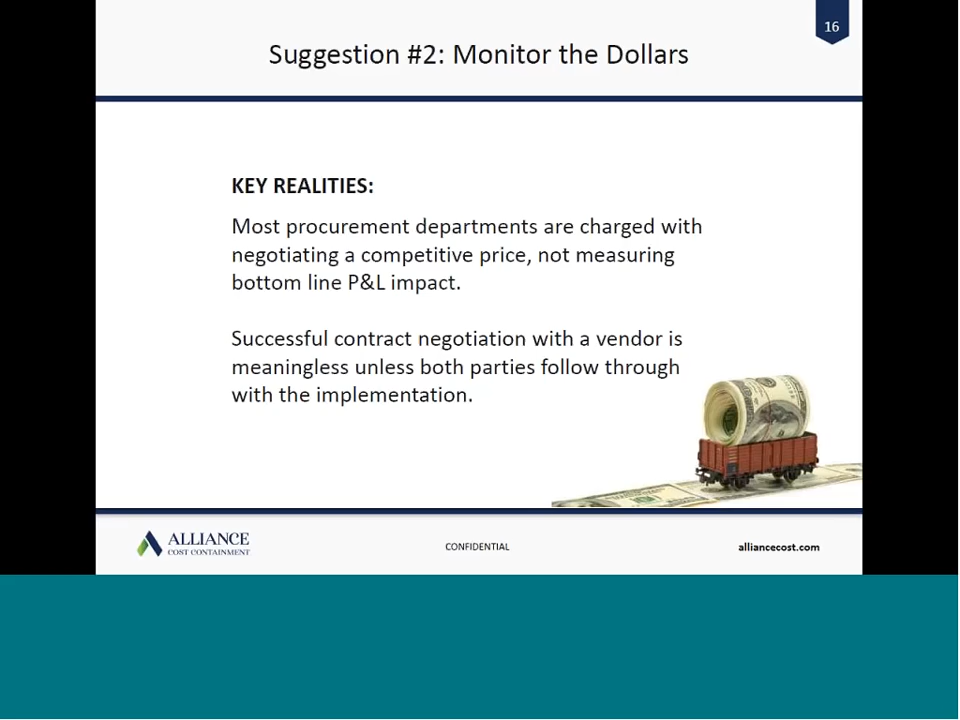 16
Suggestion #2: Monitor the Dollars
KEY REALITIES:
Most procurement departments are charged with
negotiating a competitive price, not measuring
bottom line P&L impact.
Successful contract negotiation with a vendor is
meaningless unless both parties follow through
with the implementation.
ALLIANCE
COST CONTAINMENT
CONFIDENTIAL
alliancecost.com